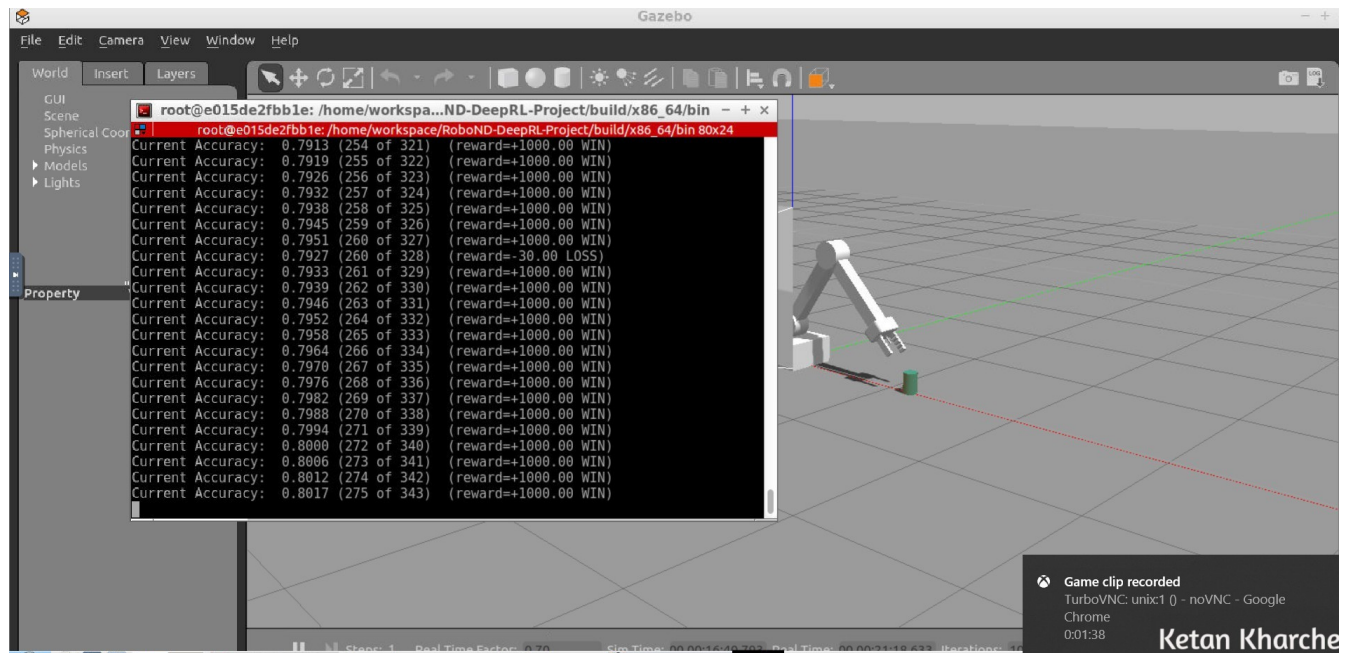 Gazebo
File Edit Camera View Window Help
World Insert Layers
GUI
Scene
Spherical Coor
Physics
Models
Lights
Property
root@e015de2fbb1e: /home/workspa...ND-DeepRL-Project/build/x86_64/bin
root@e015de2fbb1e: /home/workspace/RoboND-DeepRL-Project/build/x86_64/bin 80x24
Current Accuracy: 0.7913 (254 of 321) (reward=+1000.00 WIN)
Current Accuracy: 0.7919 (255 of 322) (reward=+1000.00 WIN)
Current Accuracy: 0.7926 (256 of 323) (reward=+1000.00 WIN)
Current Accuracy: 0.7932 (257 of 324) (reward=+1000.00 WIN)
Current Accuracy: 0.7938 (258 of 325) (reward=+1000.00 WIN)
Current Accuracy: 0.7945 (259 of 326) (reward=+1000.00 WIN)
Current Accuracy: 0.7951 (260 of 327) (reward=+1000.00 WIN)
Current Accuracy: 0.7927 (260 of 328) (reward=-30.00 LOSS)
Current Accuracy: 0.7933 (261 of 329) (reward=+1000.00 WIN)
Current Accuracy: 0.7939 (262 of 330) (reward=+1000.00 WIN)
Current Accuracy: 0.7946 (263 of 331) (reward=+1000.00 WIN)
Current Accuracy: 0.7952 (264 of 332) (reward=+1000.00 WIN)
Current Accuracy: 0.7958 (265 of 333) (reward=+1000.00 WIN)
Current Accuracy: 0.7964 (266 of 334) (reward=+1000.00 WIN)
Current Accuracy: 0.7970 (267 of 335) (reward=+1000.00 WIN)
Current Accuracy: 0.7976 (268 of 336) (reward=+1000.00 WIN)
Current Accuracy: 0.7982 (269 of 337) (reward=+1000.00 WIN)
Current Accuracy: 0.7988 (270 of 338) (reward=+1000.00 WIN)
Current Accuracy: 0.7994 (271 of 339) (reward=+1000.00 WIN)
Current Accuracy: 0.8000 (272 of 340) (reward=+1000.00 WIN)
Current Accuracy: 0.8006 (273 of 341) (reward=+1000.00 WIN)
Current Accuracy: 0.8012 (274 of 342) (reward=+1000.00 WIN)
Current Accuracy: 0.8017 (275 of 343) (reward=+1000.00 WIN)
LOG
Game clip recorded
TurboVNC: unix:1 () - noVNC - Google
Chrome
0:01:38
Ketan Kharche
Steps: 1 Real Time Factor: 0.70 Sim Time: Real Time: Iterations: